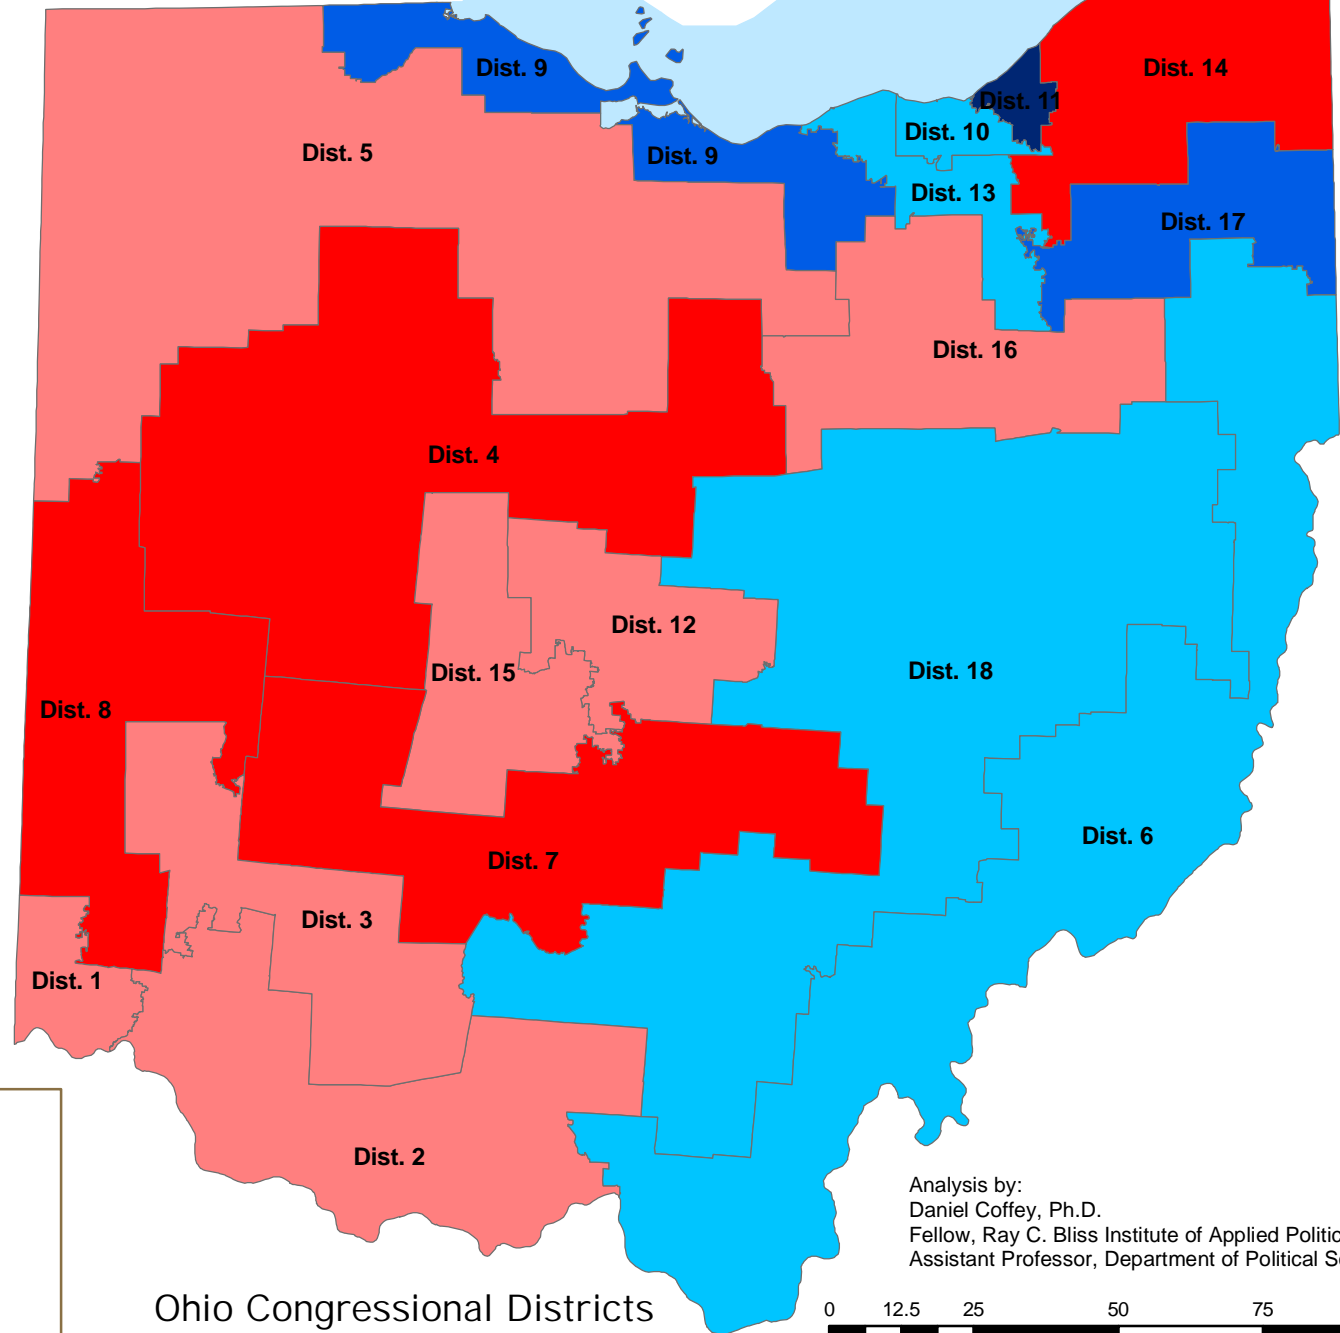 Dist. 14
Dist. 9
Dist. 11
Dist. 10
Dist. 5
Dist. 9
Dist. 13
Dist. 17
Dist. 16
Dist. 4
Dist. 12
Dist. 15
Dist. 18
Dist. 8
Dist. 6
Dist. 7
Dist. 3
Dist. 1
Dist. 2
Analysis by:
Daniel Coffey, Ph.D.
Fellow, Ray C. Bliss Institute of Applied
Assistant Professor, Department of Political
Ohio Congressional Districts
0 12.5 25 50 75